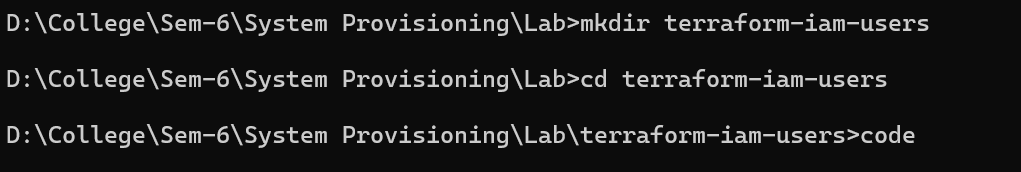 D:\College\Sem-6\System Provisioning\Lab>mkdir terraform-iam-users
D:\College\Sem-6\System Provisioning\Lab>cd terraform-iam-users
D:\College\Sem-6\System Provisioning\Lab\terraform-iam-users>code